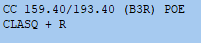 CC 159.40/193.40 (B3R) POE
CLASQ + R